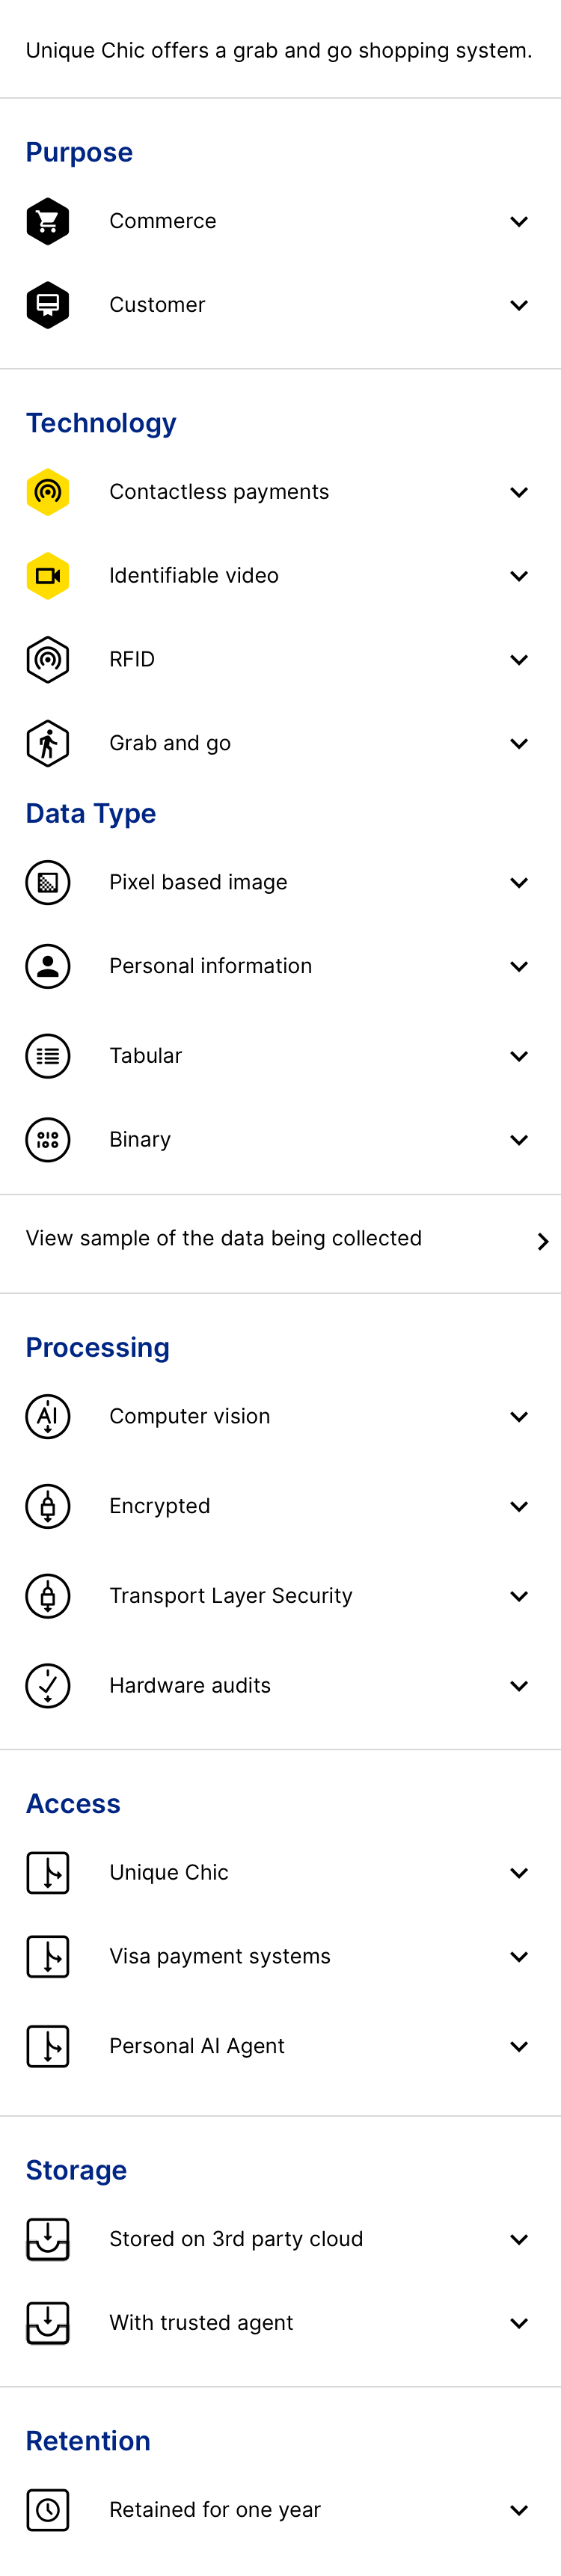 Unique Chic offers a grab and go shopping system.
Purpose
Commerce
Customer
Technology
Contactless payments
Identifiable video
RFID
Grab and go
Data Type
Pixel based image
Personal information
Tabular
Binary
View sample of the data being collected
Processing
AI
Computer vision
Encrypted
Transport Layer Security
Hardware audits
Access
Unique Chic
Visa payment systems
Personal AI Agent
Storage
Stored on 3rd party cloud
With trusted agent
Retention
Retained for one year